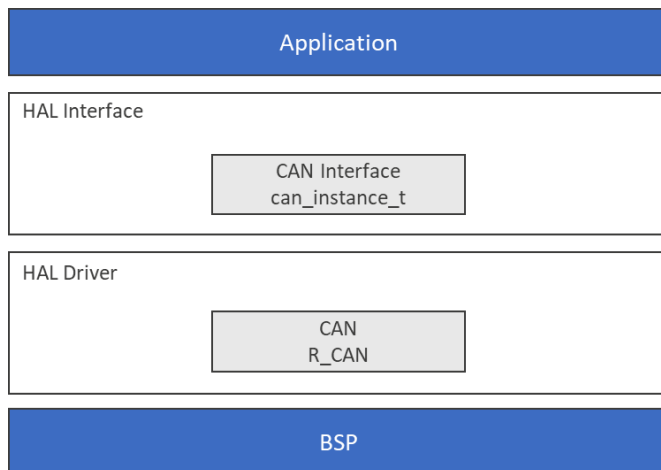 Application
HAL Interface
CAN Interface
can_instance_t
HAL Driver
CAN
R_CAN
BSP